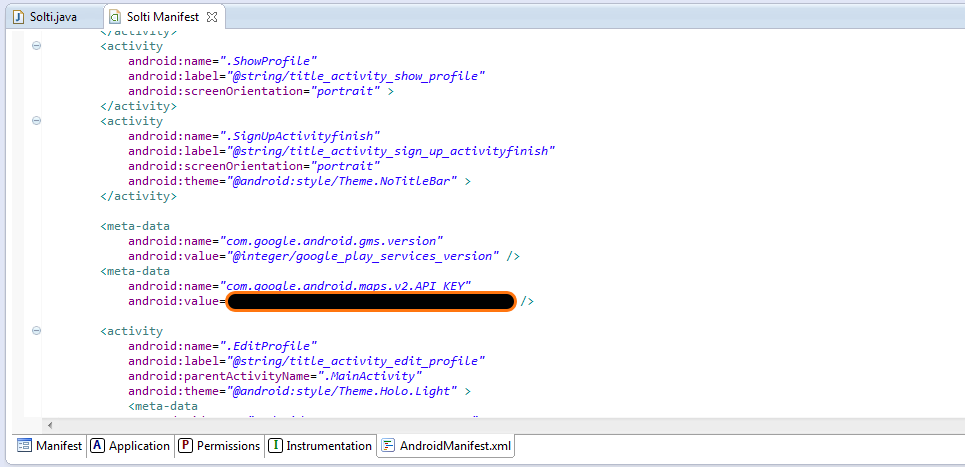 Solti.java
Solti Manifest
</activity>
<activity
android:name=".ShowProfile"
android:label="@string/title_activity_show_profile"
android:screenOrientation="portrait" >
</activity>
<activity
android:name=".SignUpActivityfinish"
android:label="@string/title_activity_sign_up_activityfinish"
android:screenOrientation="portrait"
android:theme="@android:style/Theme.NoTitleBar" >
</activity>
<meta-data
android:name="com.google.android.gms.version"
android:value="@integer/google_play_services_version" />
<meta-data
android:name="com.google.android.maps.v2.API_KEY"
android:value= />
<activity
android:name=".EditProfile"
android:label="@string/title_activity_edit_profile"
android:parentActivityName=".MainActivity"
android:theme="@android:style/Theme.Holo.Light" >
<meta-data
Manifest
Application
Permissions
Instrumentation
AndroidManifest.xml